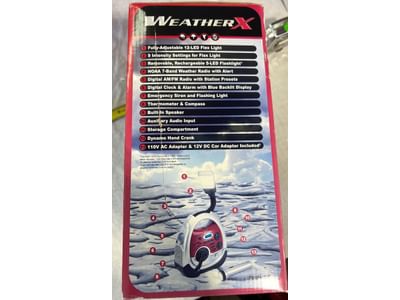 WEATHERX
Fully-Adjustable 12-LED Flex Light
3 Intensity Settings for Flex Light
Removable, Rechargeable 5-LED Flashlight
NOAA 7-Band Weather Radio with Alert
Digital AM/FM Radio with Station Presets
Digital Clock & Alarm with Blue Backlit Display
Emergency Siren and Flashing Light
Thermometer & Compass
Built-In Speaker
Auxiliary Audio Input
Storage Compartment
Dynamo Hand Crank
110V AC Adapter & 12V DC Car Adapter Included
1
2